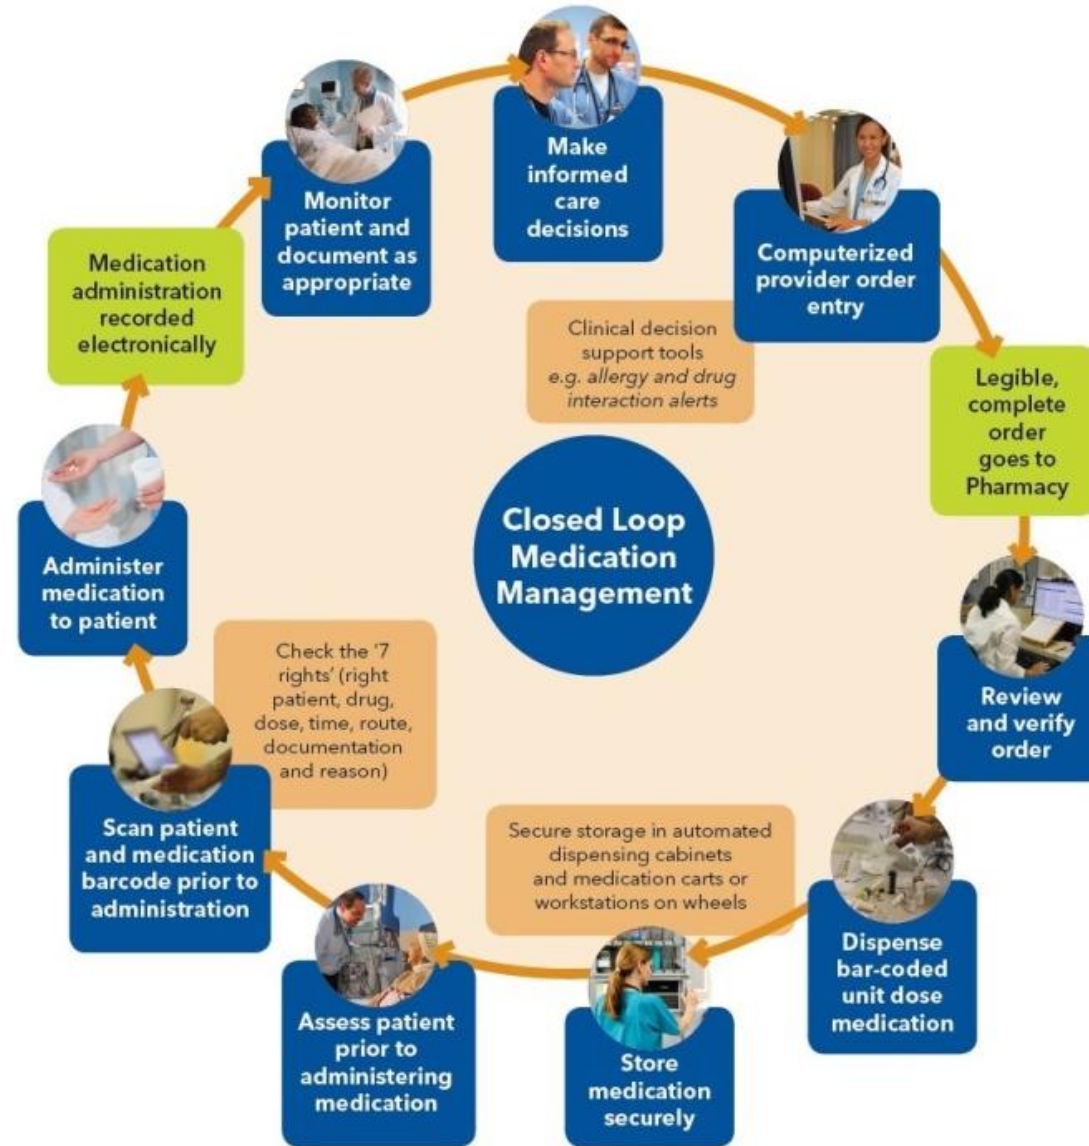 Make
informed
care
decisions
Computerized
provider order
entry
Clinical decision
support tools
e.g. allergy and drug
interaction alerts
Legible,
complete
order
goes to
Pharmacy
Review
and verify
order
Dispense
bar-coded
unit dose
medication
Secure storage in automated
dispensing cabinets
and medication carts or
workstations on wheels
Store
medication
securely
Assess patient
prior to
administering
medication
Scan patient
and medication
barcode prior to
administration
Check the ‘7
rights’ (right
patient, drug,
dose, time, route,
documentation
and reason)
Administer
medication
to patient
Medication
administration
recorded
electronically
Monitor
patient and
document as
appropriate
Closed Loop
Medication
Management